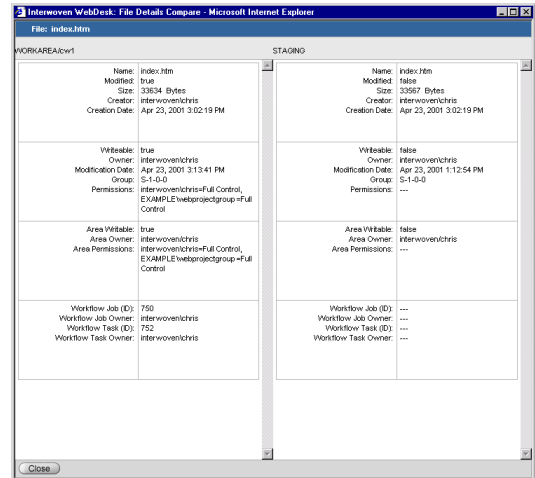 Interwoven WebDesk: File Details Compare - Microsoft Internet Explorer
File: index.htm
WORKAREA/cw1
STAGING
Name: index.htm
Modified: true
Size: 33634 Bytes
Creator: interwoven\chris
Creation Date: Apr 23, 2001 3:02:19 PM
Writeable: true
Owner: interwoven\chris
Modification Date: Apr 23, 2001 3:13:41 PM
Group: S-1-0-0
Permissions: interwoven\chris=Full Control,
EXAMPLE\webprojectgroup=Full
Control
Area Writable: true
Area Owner: interwoven\chris
Area Permissions: interwoven\chris=Full Control,
EXAMPLE\webprojectgroup=Full
Control
Workflow Job (ID): 750
Workflow Job Owner: interwoven\chris
Workflow Task (ID): 752
Workflow Task Owner: interwoven\chris
Name: index.htm
Modified: false
Size: 33567 Bytes
Creator: interwoven\chris
Creation Date: Apr 23, 2001 3:02:19 PM
Writeable: false
Owner: interwoven\chris
Modification Date: Apr 23, 2001 1:12:54 PM
Group: S-1-0-0
Permissions: ---
Area Writable: false
Area Owner: interwoven/chris
Area Permissions: ---
Workflow Job (ID): ---
Workflow Job Owner: ---
Workflow Task (ID): ---
Workflow Task Owner: ---
Close